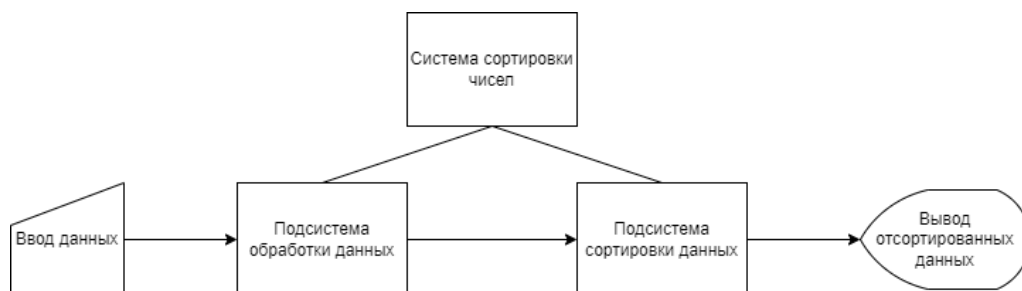 Система сортировки
чисел
Ввод данных
Подсистема
обработки данных
Подсистема
сортировки данных
Вывод
отсортированных
данных